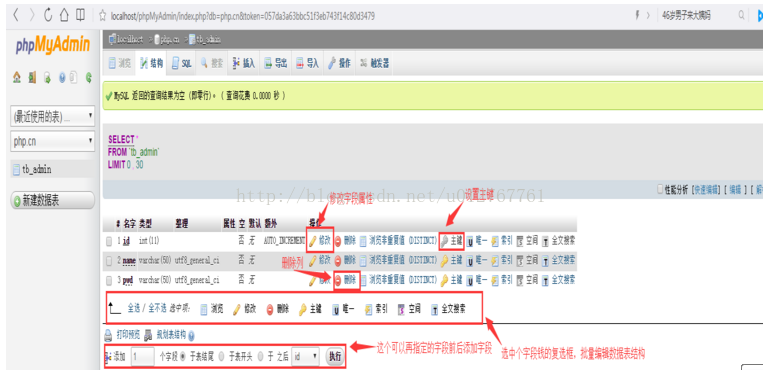 localhost/phpMyAdmin/index.php?db=php.cn&token=057da3a63bbc51f3eb743f14c80d3479
46岁男子来大姨妈
phpMyAdmin
localhost » php.cn » tb_admin
浏览 结构 SQL 搜索 插入 导出 导入 操作 触发器
(最近使用的表) ...
php.cn
tb_admin
新建数据表
MySQL 返回的查询结果为空 (即零行)。 ( 查询花费 0.0000 秒 )
SELECT *
FROM `tb_admin`
LIMIT 0 , 30
性能分析 [快速编辑] [ 编辑 ] [
修改字段属性
设置主键
# 名字 类型 整理 属性 空 默认 额外 操作
1 id int(11) 否 无 AUTO_INCREMENT 修改 删除 浏览非重复值 (DISTINCT) 主键 唯一 索引 空间 全文搜索
2 name varchar(50) utf8_general_ci 否 无 修改 删除 浏览非重复值 (DISTINCT) 主键 唯一 索引 空间 全文搜索
删除列
3 pwd varchar(50) utf8_general_ci 否 无 修改 删除 浏览非重复值 (DISTINCT) 主键 唯一 索引 空间 全文搜索
全选 / 全不选 选中项: 浏览 修改 删除 主键 唯一 索引 空间 全文搜索
打印预览 规划表结构
添加 1 个字段 于表结尾 于表开头 于 之后 id 执行
这个可以再指定的字段前后添加字段
选中个字段钱的复选框，批量编辑数据表结构